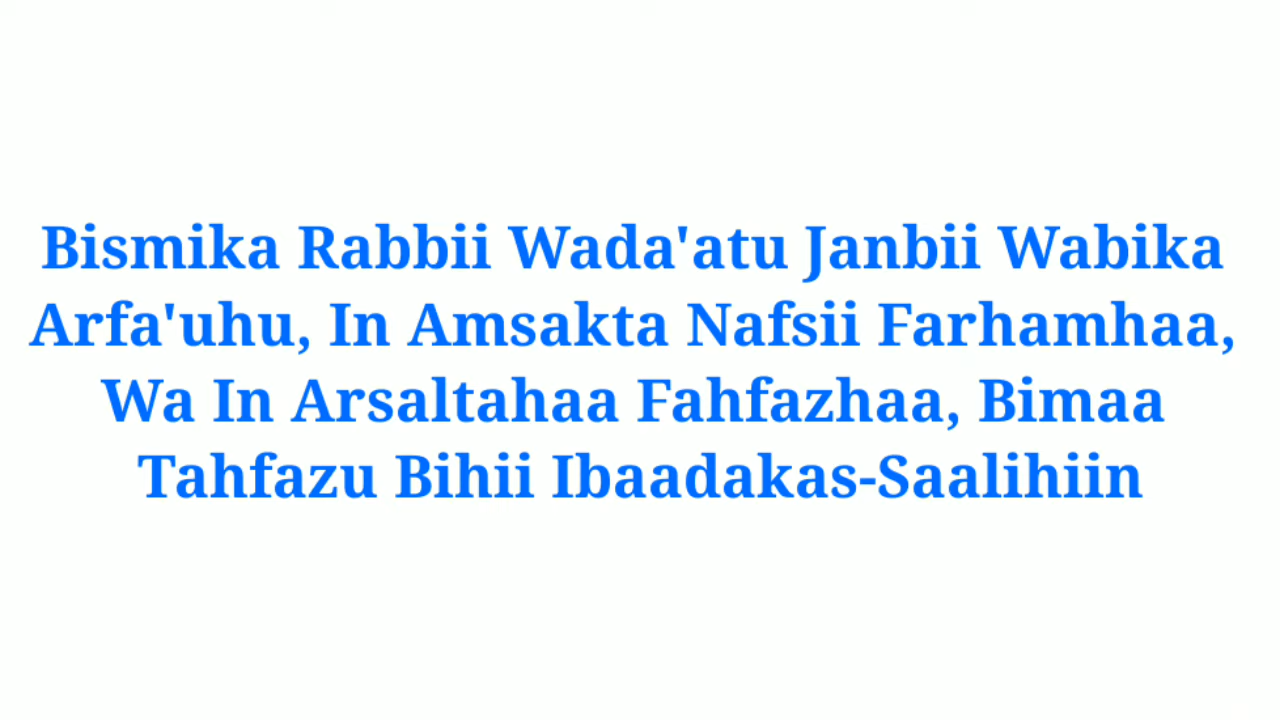 Bismika Rabbii Wada'atu Janbii Wabika
Arfa'uhu, In Amsakta Nafsii Farhamhaa,
Wa In Arsaltahaa Fahfazhaa, Bimaa
Tahfazu Bihii Ibaadakas-Saalihiin